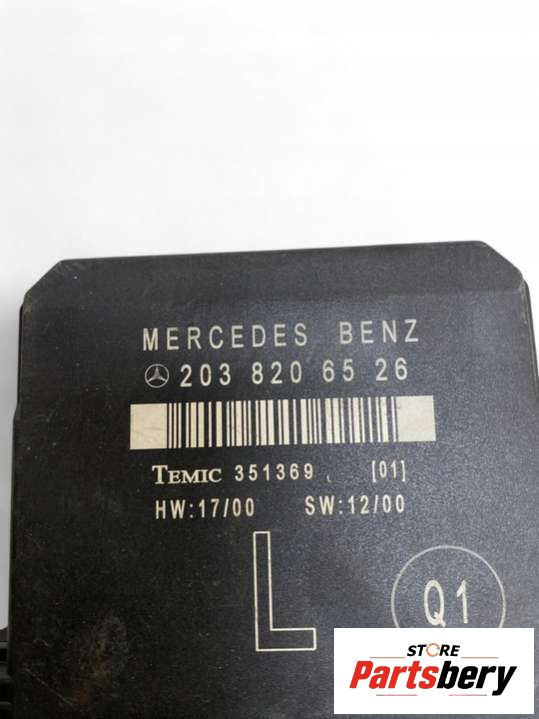 MERCEDES BENZ
203 820 65 26
TEMIC 351369 [01]
HW:17/00 SW:12/00
L
Q1
STORE
Partsbery